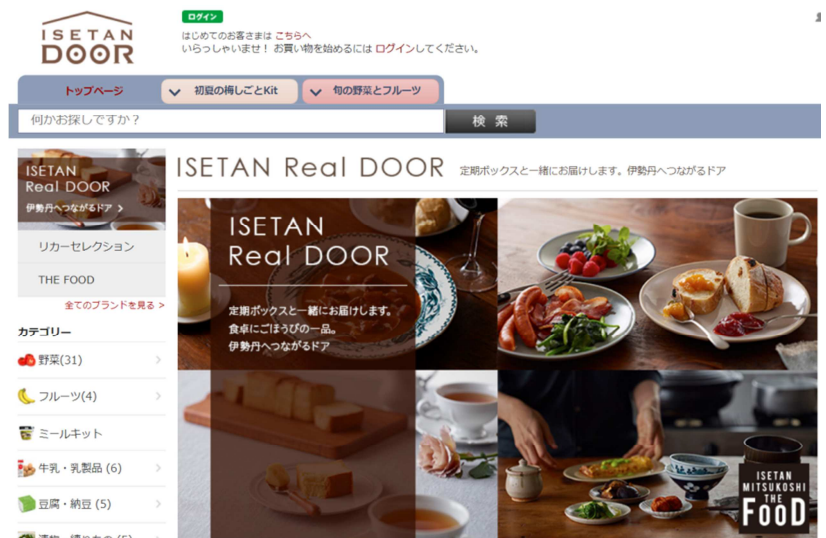 ISETAN
DOOR
ログイン
はじめてのお客さまは こちらへ
いらっしゃいませ！ お買い物を始めるには ログインしてください。
トップページ
初夏の梅しごとKit
旬の野菜とフルーツ
何かお探しですか？
検 索
ISETAN
Real DOOR
伊勢丹へつながるドア
リカーセレクション
THE FOOD
全てのブランドを見る >
カテゴリー
野菜(31)
フルーツ(4)
ミールキット
牛乳・乳製品 (6)
豆腐・納豆 (5)
ISETAN Real DOOR
定期ボックスと一緒にお届けします。伊勢丹へつながるドア
ISETAN
Real DOOR
定期ボックスと一緒にお届けします。
食卓にごほうびの一品。
伊勢丹へつながるドア
ISETAN
MITSUKOSHI
THE
FOOD